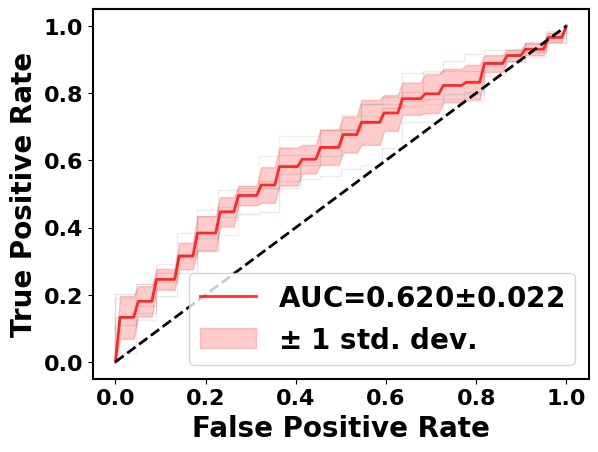 True Positive Rate
1.0
0.8
0.6
0.4
0.2
0.0
AUC=0.620±0.022
± 1 std. dev.
0.0 0.2 0.4 0.6 0.8 1.0
False Positive Rate